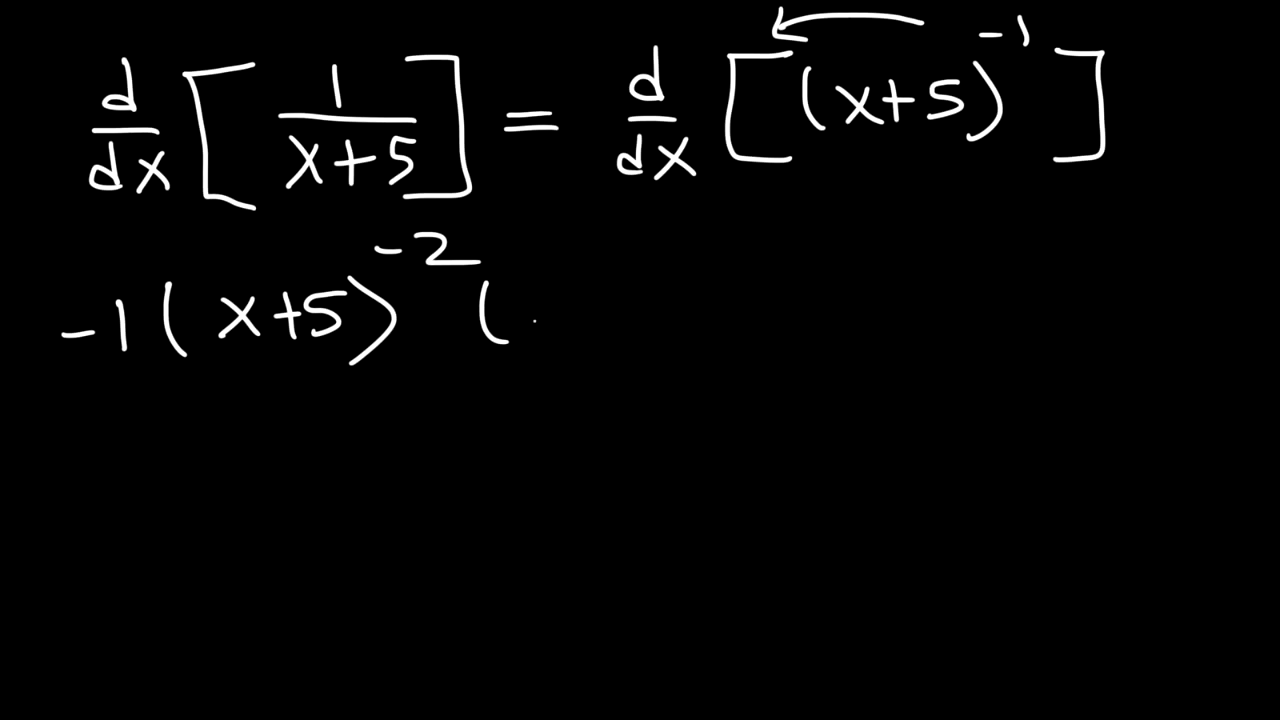 d/dx [ 1/(x+5) ] = d/dx [ (x+5)^-1 ]
-1 ( x+5 )^-2 (